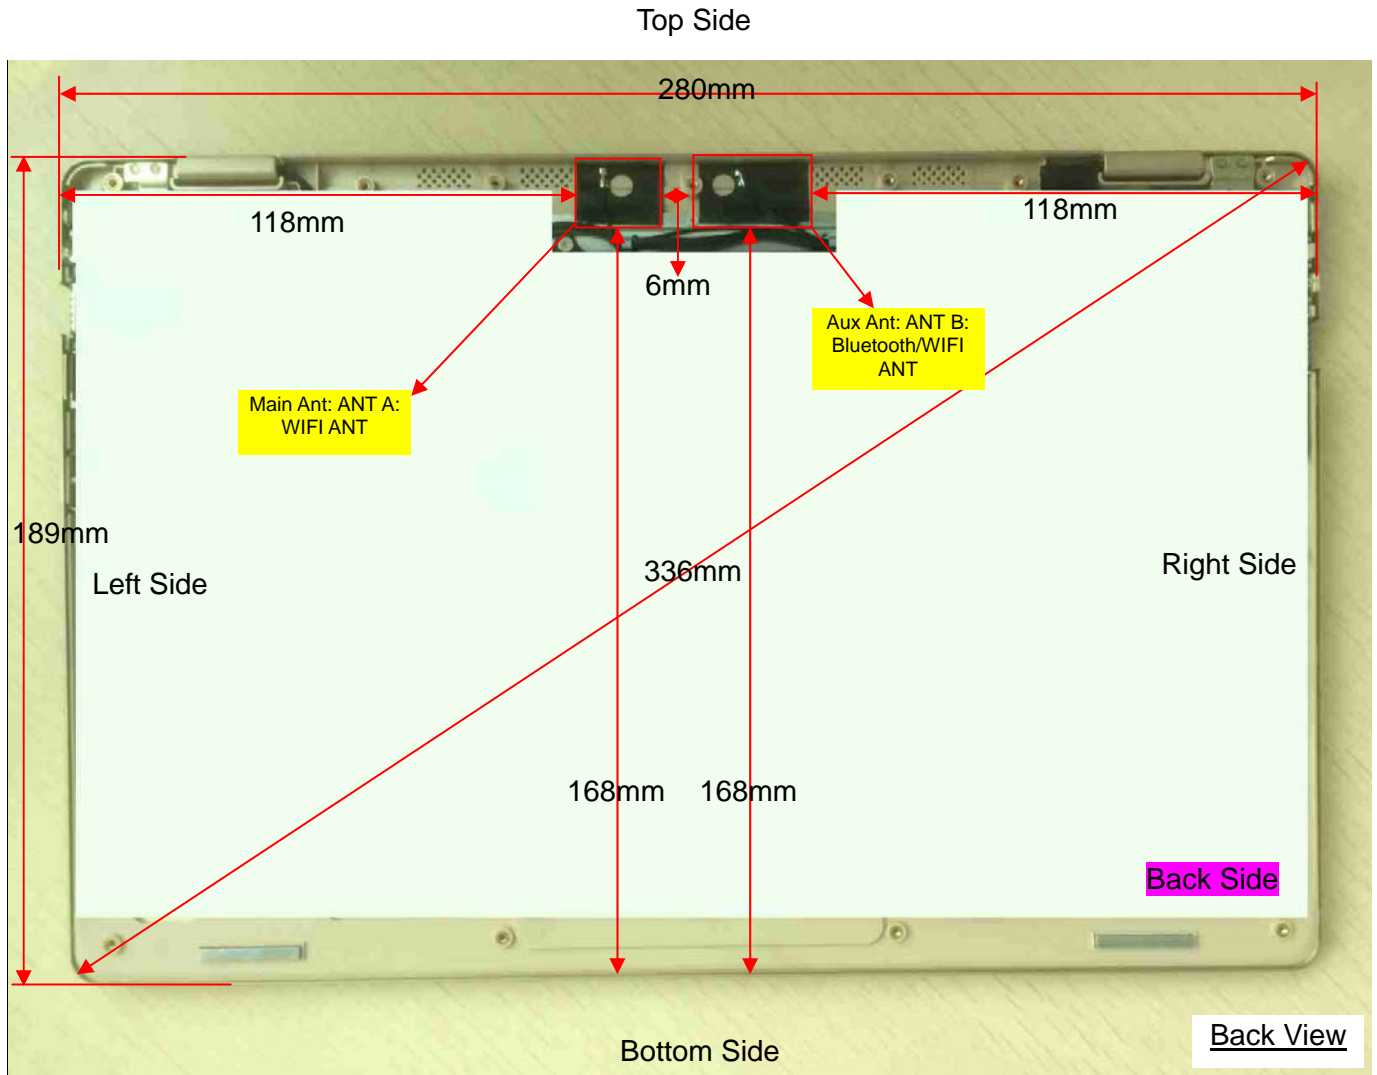 Top Side
280mm
118mm
118mm
6mm
Aux Ant: ANT B:
Bluetooth/WIFI
ANT
Main Ant: ANT A:
WIFI ANT
189mm
Left Side
336mm
Right Side
168mm
168mm
Back Side
Back View
Bottom Side